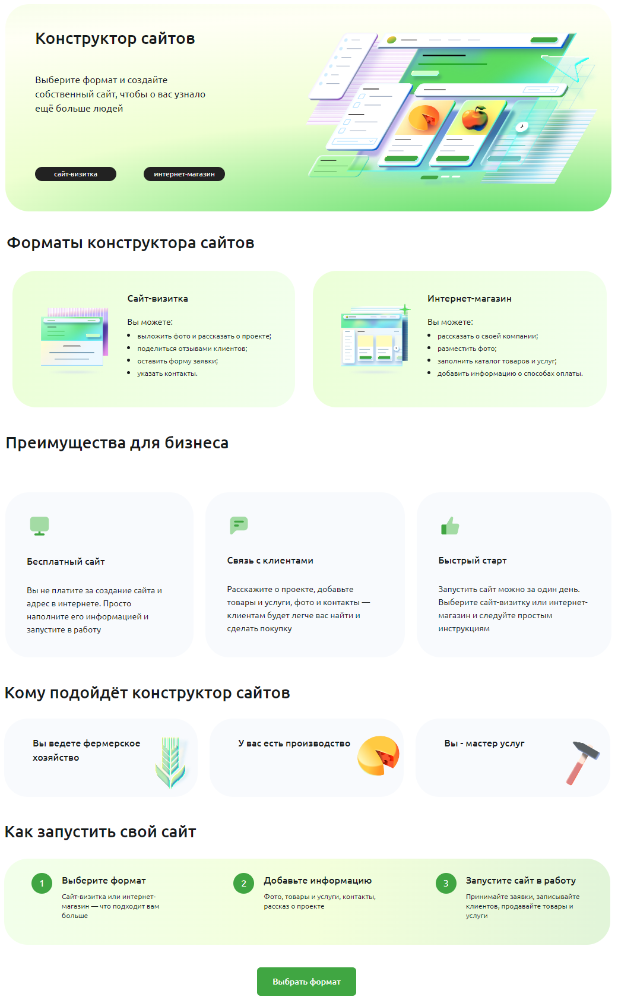 Конструктор сайтов
Выберите формат и создайте
собственный сайт, чтобы о вас узнало
ещё больше людей
сайт-визитка
интернет-магазин
Форматы конструктора сайтов
Сайт-визитка
Вы можете:
• выложить фото и рассказать о проекте;
• поделиться отзывами клиентов;
• оставить форму заявки;
• указать контакты.
Интернет-магазин
Вы можете:
• рассказать о своей компании;
• разместить фото;
• заполнить каталог товаров и услуг;
• добавить информацию о способах оплаты.
Преимущества для бизнеса
Бесплатный сайт
Вы не платите за создание сайта и
адрес в интернете. Просто
наполните его информацией и
запустите в работу
Связь с клиентами
Расскажите о проекте, добавьте
товары и услуги, фото и контакты —
клиентам будет легче вас найти и
сделать покупку
Быстрый старт
Запустить сайт можно за один день.
Выберите сайт-визитку или интернет-
магазин и следуйте простым
инструкциям
Кому подойдёт конструктор сайтов
Вы ведете фермерское
хозяйство
У вас есть производство
Вы - мастер услуг
Как запустить свой сайт
1
Выберите формат
Сайт-визитка или интернет-
магазин — что подходит вам
больше
2
Добавьте информацию
Фото, товары и услуги, контакты,
рассказ о проекте
3
Запустите сайт в работу
Принимайте заявки, записывайте
клиентов, продавайте товары и
услуги
Выбрать формат